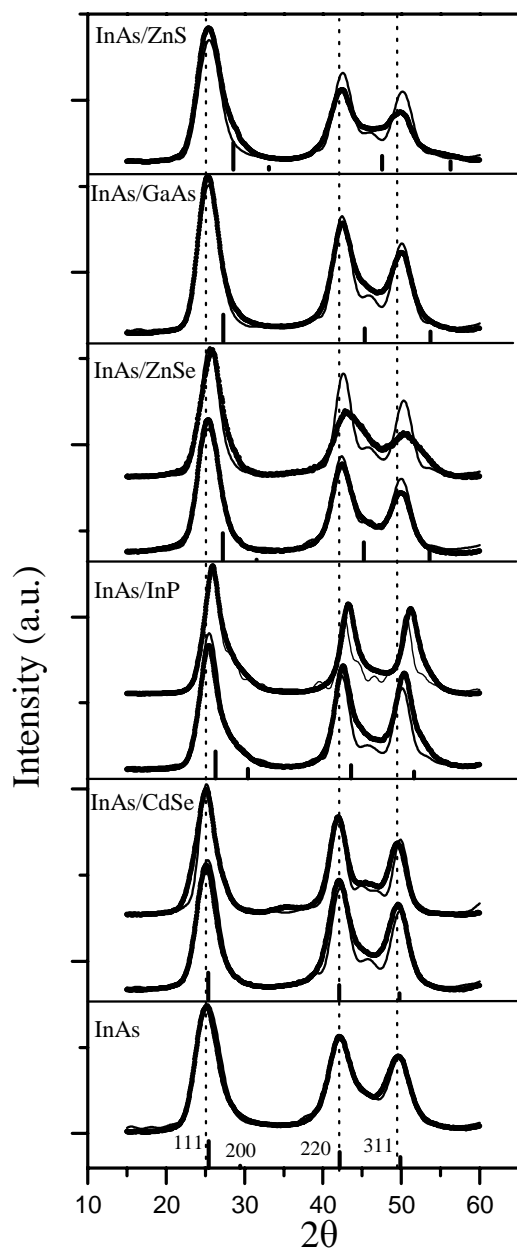 InAs/ZnS
InAs/GaAs
InAs/ZnSe
InAs/InP
InAs/CdSe
InAs
111
200
220
311
10 20 30 40 50 60
2θ
Intensity (a.u.)